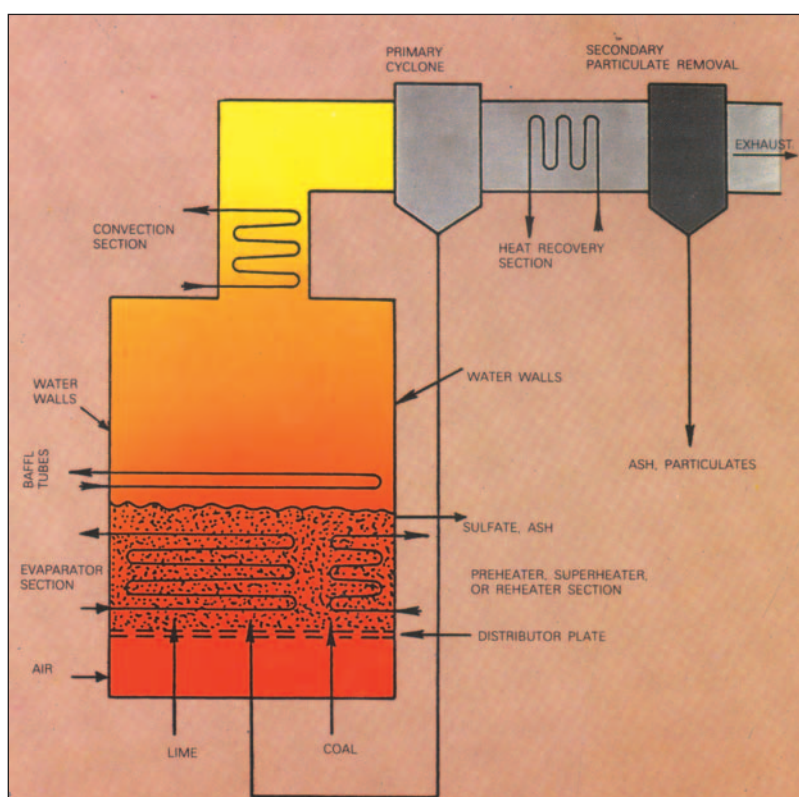 PRIMARY
CYCLONE
SECONDARY
PARTICULATE REMOVAL
EXHAUST
CONVECTION
SECTION
HEAT RECOVERY
SECTION
WATER
WALLS
WATER WALLS
BAFFL
TUBES
ASH, PARTICULATES
SULFATE, ASH
EVAPARATOR
SECTION
PREHEATER, SUPERHEATER,
OR REHEATER SECTION
DISTRIBUTOR PLATE
AIR
LIME
COAL